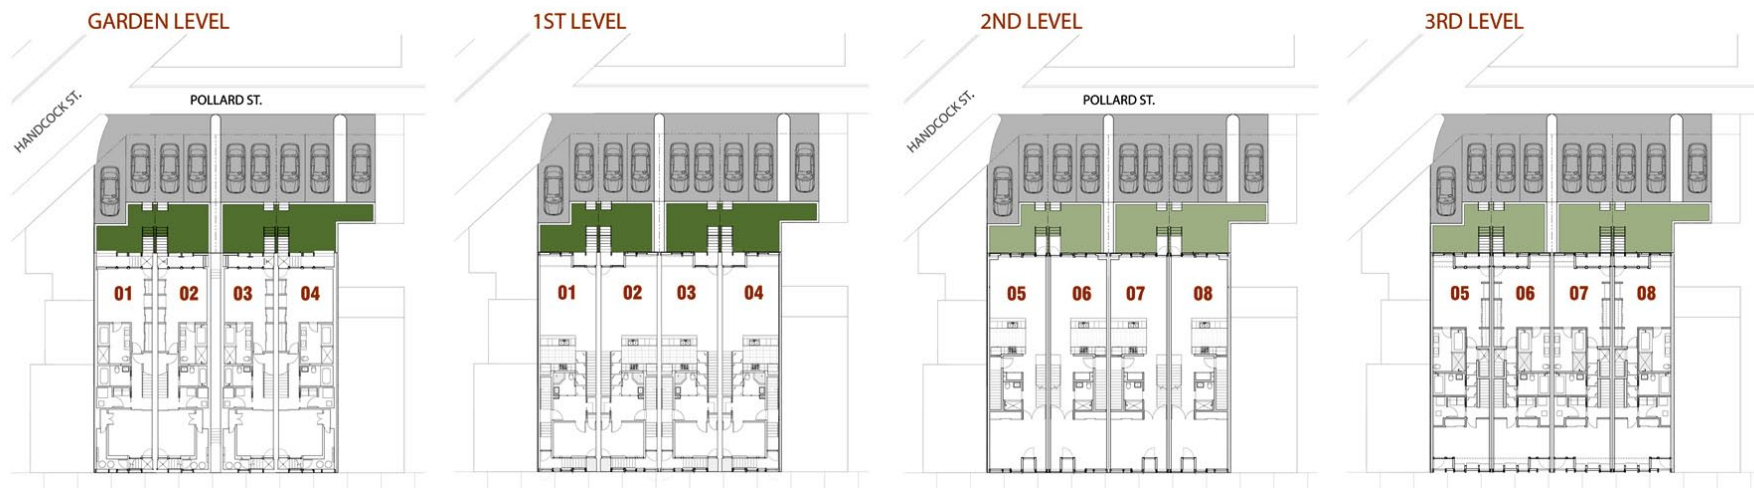 GARDEN LEVEL
1ST LEVEL
2ND LEVEL
3RD LEVEL
HANDCOCK ST.
POLLARD ST.
HANDCOCK ST.
POLLARD ST.
01
02
03
04
01
02
03
04
05
06
07
08
05
06
07
08